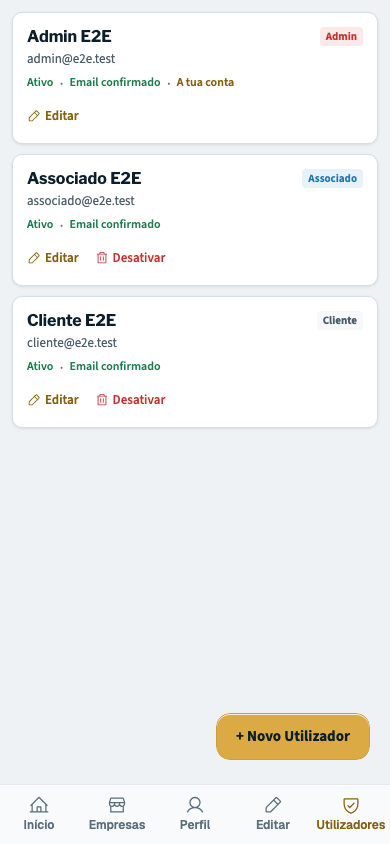 Admin E2E
Admin
admin@e2e.test
Ativo · Email confirmado · A tua conta
Editar
Associado E2E
Associado
associado@e2e.test
Ativo · Email confirmado
Editar Desativar
Cliente E2E
Cliente
cliente@e2e.test
Ativo · Email confirmado
Editar Desativar
+ Novo Utilizador
Início Empresas Perfil Editar Utilizadores